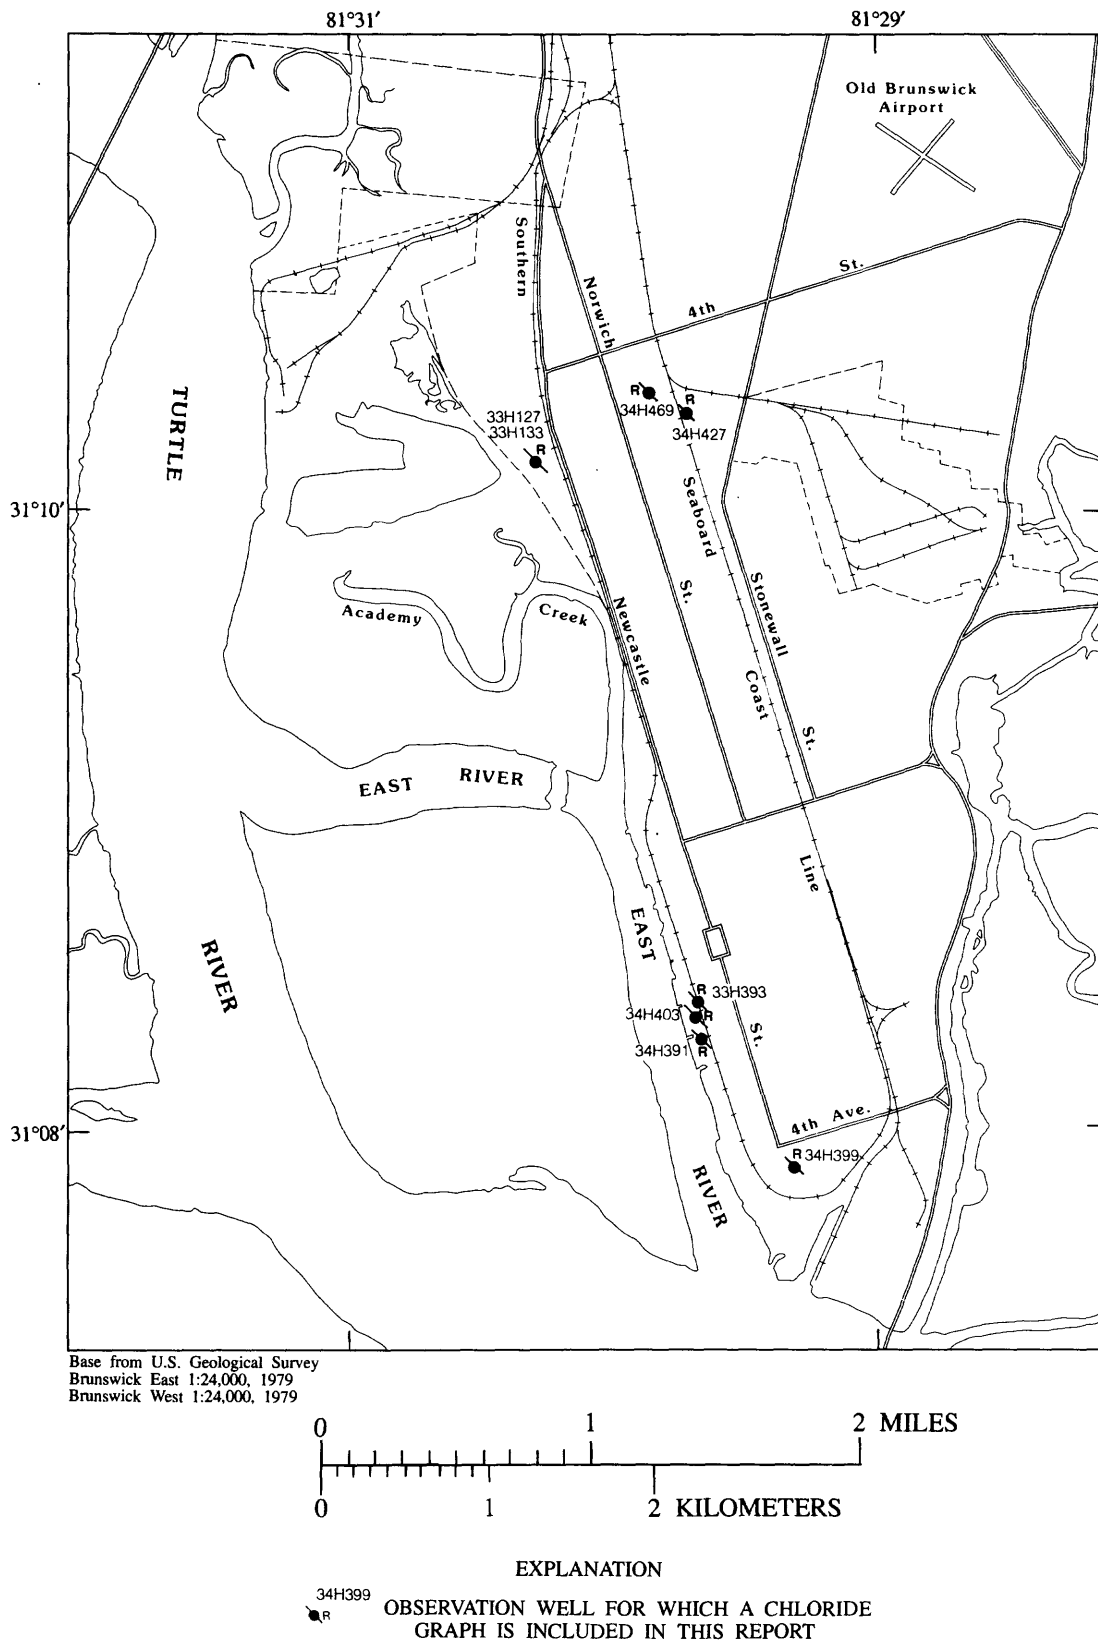 81°31′
81°29′
Old Brunswick
Airport
Southern
Norwich
4th St.
TURTLE
33H127
33H133
R
R
34H469
R
34H427
31°10′
Seaboard
St.
Stonewall
Academy Creek
Newcastle
Coast
St.
EAST RIVER
Line
EAST
RIVER
R 33H393
34H403 R
34H391 R
St.
31°08′
4th Ave.
R 34H399
RIVER
Base from U.S. Geological Survey
Brunswick East 1:24,000, 1979
Brunswick West 1:24,000, 1979
0 1 2 MILES
0 1 2 KILOMETERS
EXPLANATION
34H399
R
OBSERVATION WELL FOR WHICH A CHLORIDE
GRAPH IS INCLUDED IN THIS REPORT